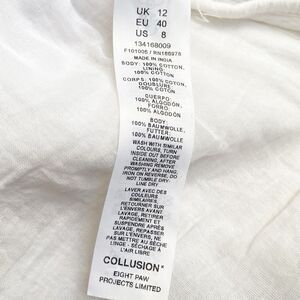 UK 12
EU 40
US 8
134168009
F101005 / RN186978
MADE IN INDIA
BODY: 100% COTTON,
LINING:
100% COTTON
CORPS: 100% COTON,
DOUBLURE:
100% COTON
CUERPO:
100% ALGODÓN,
FORRO:
100% ALGODÓN
BODY:
100% BAUMWOLLE,
FUTTER:
100% BAUMWOLLE
WASH WITH SIMILAR
COLOURS, TURN
INSIDE OUT BEFORE
CLEANING, AFTER
WASHING REMOVE
PROMPTLY AND HANG,
IRON ON REVERSE, DO
NOT TUMBLE DRY-
LINE DRY
LAVER AVEC DES
COULEURS
SIMILAIRES,
RETOURNER SUR
L'ENVERS AVANT
LAVAGE, RETIRER
RAPIDEMENT ET
SUSPENDRE APRÈS
LAVAGE, REPASSER
SUR L'ENVERS, NE
PAS METTRE AU SÈCHE
LINGE - SÉCHAGE À
L'AIR LIBRE
COLLUSION*
EIGHT PAW
PROJECTS LIMITED